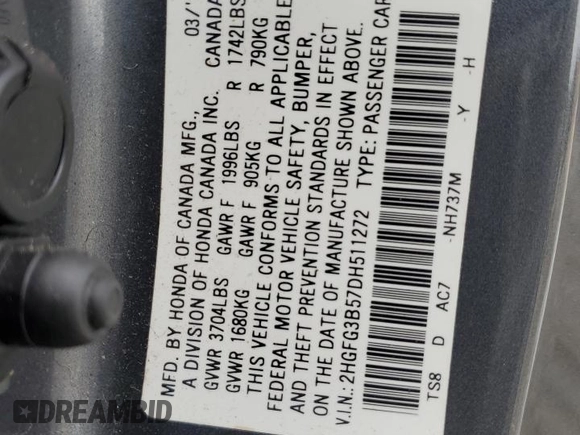 MFD. BY HONDA OF CANADA MFG., CANADA 03/
A DIVISION OF HONDA CANADA INC.
GVWR 3704LBS GAWR F 1996LBS R 1742LBS
GVWR 1680KG GAWR F 905KG R 790KG
THIS VEHICLE CONFORMS TO ALL APPLICABLE
FEDERAL MOTOR VEHICLE SAFETY, BUMPER,
AND THEFT PREVENTION STANDARDS IN EFFECT
ON THE DATE OF MANUFACTURE SHOWN ABOVE.
V.I.N.: 2HGFG3B57DH511272 TYPE: PASSENGER CAR
TS8 D AC7 -NH737M -Y -H
DREAMBID